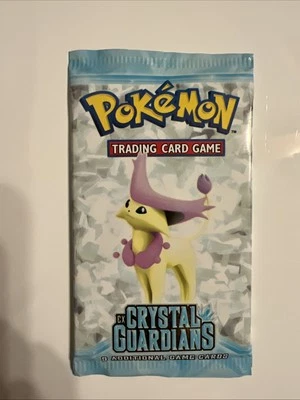 POKéMON
TRADING CARD GAME
EX
CRYSTAL
GUARDIANS
9 ADDITIONAL GAME CARDS